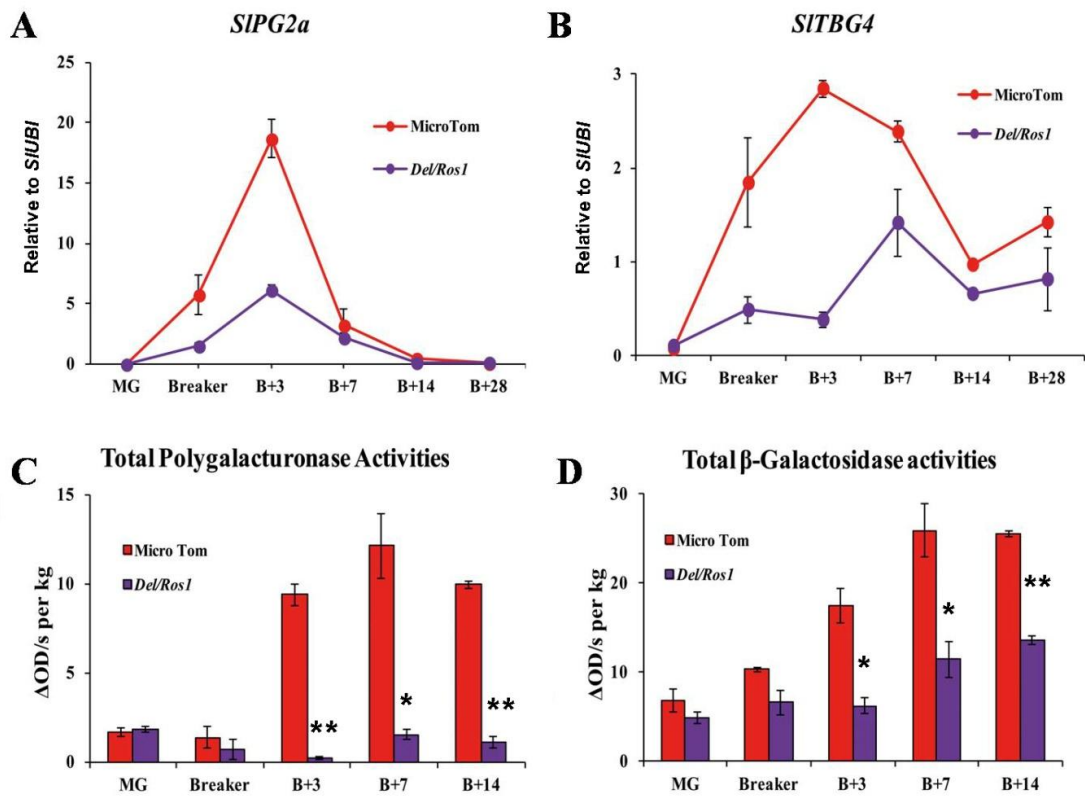 A
SlPG2a
25
20
15
10
5
0
Relative to SlUBI
MicroTom
Del/Ros1
MG Breaker B+3 B+7 B+14 B+28
B
SlTBG4
3
2
1
0
Relative to SlUBI
MicroTom
Del/Ros1
MG Breaker B+3 B+7 B+14 B+28
C
Total Polygalacturonase Activities
15
10
5
0
ΔOD/s per kg
Micro Tom
Del/Ros1
**
*
**
MG Breaker B+3 B+7 B+14
D
Total β-Galactosidase activities
30
20
10
0
ΔOD/s per kg
Micro Tom
Del/Ros1
*
*
**
MG Breaker B+3 B+7 B+14